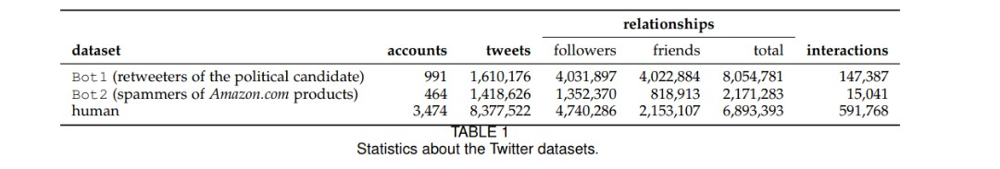 relationships
dataset accounts tweets followers friends total interactions
Bot1 (retweeters of the political candidate) 991 1,610,176 4,031,897 4,022,884 8,054,781 147,387
Bot2 (spammers of Amazon.com products) 464 1,418,626 1,352,370 818,913 2,171,283 15,041
human 3,474 8,377,522 4,740,286 2,153,107 6,893,393 591,768
TABLE 1
Statistics about the Twitter datasets.